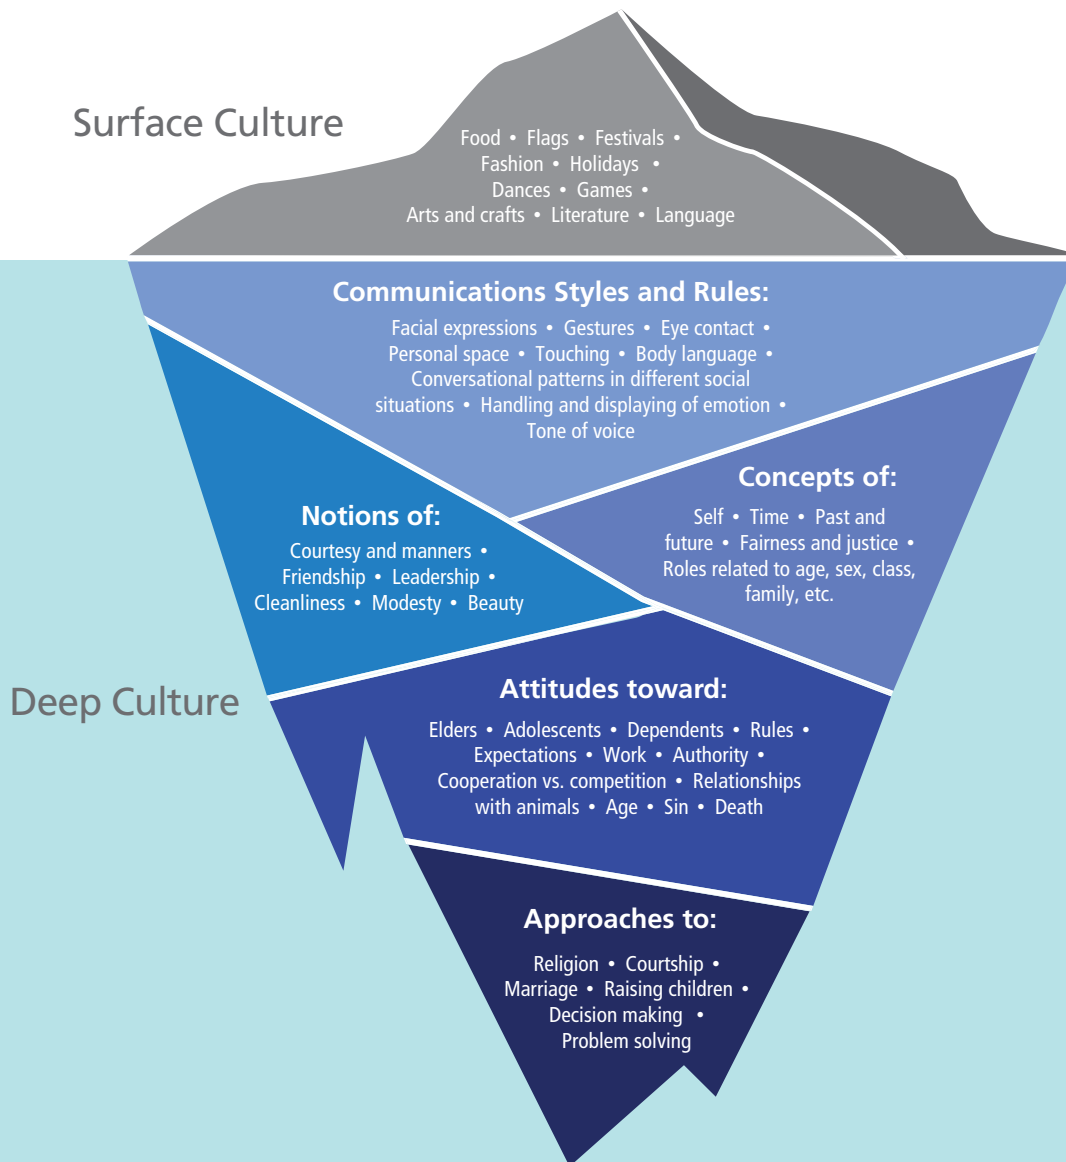 Surface Culture
Food • Flags • Festivals •
Fashion • Holidays •
Dances • Games •
Arts and crafts • Literature • Language
Communications Styles and Rules:
Facial expressions • Gestures • Eye contact •
Personal space • Touching • Body language •
Conversational patterns in different social
situations • Handling and displaying of emotion •
Tone of voice
Notions of:
Courtesy and manners •
Friendship • Leadership •
Cleanliness • Modesty • Beauty
Concepts of:
Self • Time • Past and
future • Fairness and justice •
Roles related to age, sex, class,
family, etc.
Deep Culture
Attitudes toward:
Elders • Adolescents • Dependents • Rules •
Expectations • Work • Authority •
Cooperation vs. competition • Relationships
with animals • Age • Sin • Death
Approaches to:
Religion • Courtship •
Marriage • Raising children •
Decision making •
Problem solving